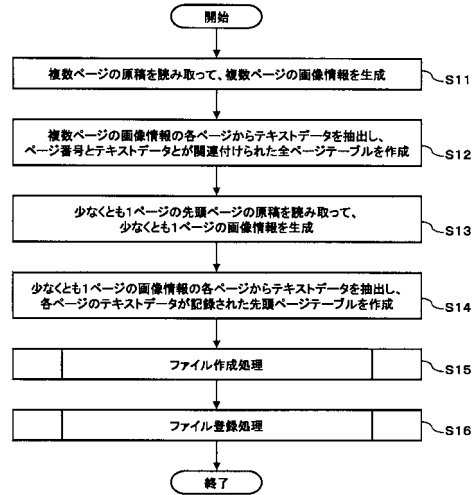 開始
複数ページの原稿を読み取って、複数ページの画像情報を生成
S11
複数ページの画像情報の各ページからテキストデータを抽出し、
ページ番号とテキストデータとが関連付けられた全ページテーブルを作成
S12
少なくとも1ページの先頭ページの原稿を読み取って、
少なくとも1ページの画像情報を生成
S13
少なくとも1ページの画像情報の各ページからテキストデータを抽出し、
各ページのテキストデータが記録された先頭ページテーブルを作成
S14
ファイル作成処理
S15
ファイル登録処理
S16
終了